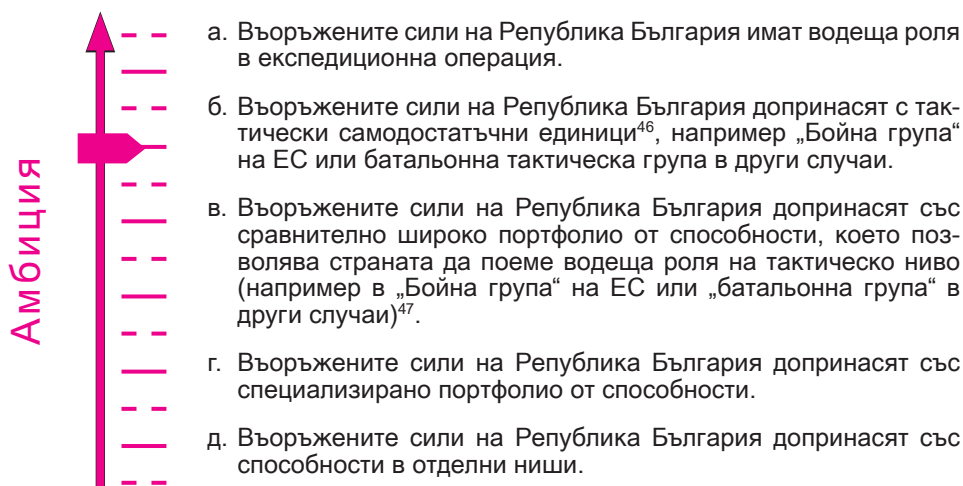 Амбиция
а. Въоръжените сили на Република България имат водеща роля
в експедиционна операция.
б. Въоръжените сили на Република България допринасят с так-
тически самодостатъчни единици46, например „Бойна група“
на ЕС или батальонна тактическа група в други случаи.
в. Въоръжените сили на Република България допринасят със
сравнително широко портфолио от способности, което поз-
волява страната да поеме водеща роля на тактическо ниво
(например в „Бойна група“ на ЕС или „батальонна група“ в
други случаи)47.
г. Въоръжените сили на Република България допринасят със
специализирано портфолио от способности.
д. Въоръжените сили на Република България допринасят със
способности в отделни ниши.